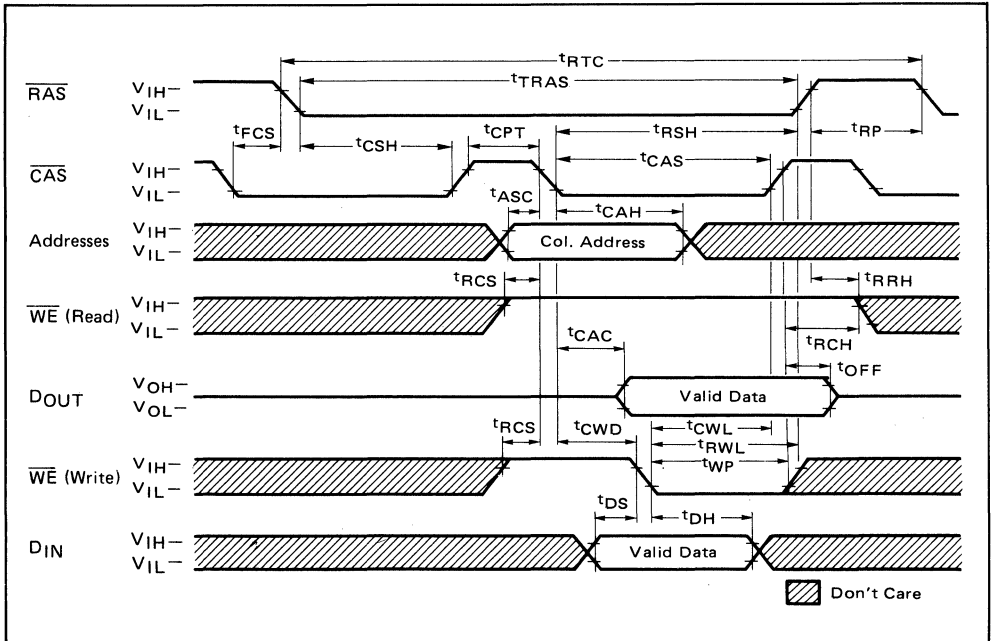 tRTC
tTRAS
RAS VIH–
VIL–
tFCS tCSH tCPT tRSH tRP
CAS VIH–
VIL–
tCAS
tASC tCAH
Addresses VIH–
VIL–
Col. Address
tRCS tRRH
WE (Read) VIH–
VIL–
tCAC tRCH
tOFF
DOUT VOH–
VOL–
Valid Data
tRCS tCWD tCWL
tRWL
tWP
WE (Write) VIH–
VIL–
tDS tDH
DIN VIH–
VIL–
Valid Data
Don't Care